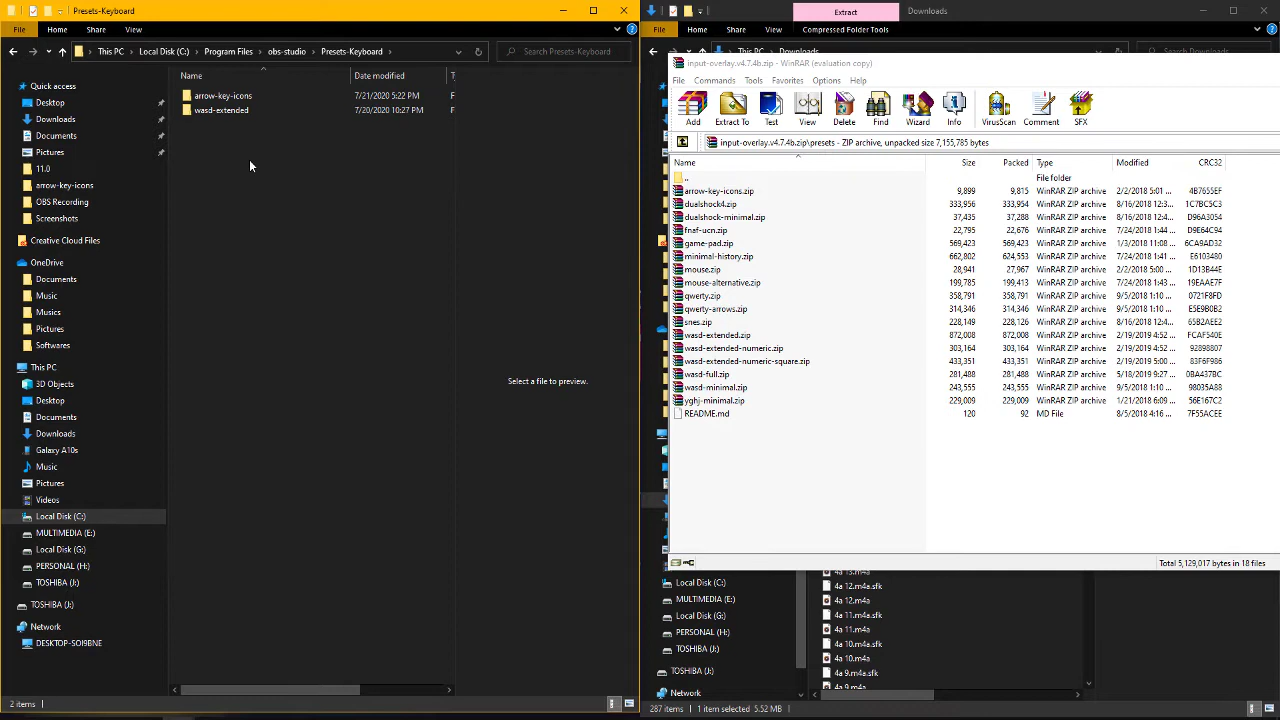 Presets-Keyboard
File Home Share View
This PC > Local Disk (C:) > Program Files > obs-studio > Presets-Keyboard
Search Presets-Keyboard
Name Date modified T
arrow-key-icons 7/21/2020 5:22 PM F
wasd-extended 7/20/2020 10:27 PM F
Quick access
Desktop
Downloads
Documents
Pictures
11.0
arrow-key-icons
OBS Recording
Screenshots
Creative Cloud Files
OneDrive
Documents
Music
Musics
Pictures
Softwares
This PC
3D Objects
Desktop
Documents
Downloads
Galaxy A10s
Music
Pictures
Videos
Local Disk (C:)
MULTIMEDIA (E:)
Local Disk (G:)
PERSONAL (H:)
TOSHIBA (J:)
TOSHIBA (J:)
Network
DESKTOP-SOI9BNE
Select a file to preview.
2 items
Extract Downloads
File Home Share View Compressed Folder Tools
This PC > Downloads
input-overlay.v4.7.4b.zip - WinRAR (evaluation copy)
File Commands Tools Favorites Options Help
Add Extract To Test View Delete Find Wizard Info VirusScan Comment SFX
input-overlay.v4.7.4b.zip\presets - ZIP archive, unpacked size 7,155,785 bytes
Name Size Packed Type Modified CRC32
.. File folder
arrow-key-icons.zip 9,899 9,815 WinRAR ZIP archive 2/2/2018 5:01 ... 4B7655EF
dualshock4.zip 333,956 333,954 WinRAR ZIP archive 8/16/2018 12:3... 1C7BC5C3
dualshock-minimal.zip 37,435 37,288 WinRAR ZIP archive 8/16/2018 12:4... D96A3054
fnaf-ucn.zip 22,795 22,676 WinRAR ZIP archive 7/24/2018 1:44 ... D9E64C94
game-pad.zip 569,423 569,423 WinRAR ZIP archive 1/3/2018 11:08 ... 6CA9AD32
minimal-history.zip 662,802 624,553 WinRAR ZIP archive 7/24/2018 1:41 ... E6103480
mouse.zip 28,941 27,967 WinRAR ZIP archive 2/2/2018 5:00 ... 1D13B44E
mouse-alternative.zip 199,785 199,413 WinRAR ZIP archive 7/24/2018 1:43 ... 19EAAE7F
qwerty.zip 358,791 358,791 WinRAR ZIP archive 9/5/2018 1:10 ... 0721F8FD
qwerty-arrows.zip 314,346 314,346 WinRAR ZIP archive 9/5/2018 1:10 ... E5E9B0B2
snes.zip 228,149 228,126 WinRAR ZIP archive 8/16/2018 12:4... 65B2AEE2
wasd-extended.zip 872,008 872,008 WinRAR ZIP archive 2/19/2019 4:52 ... FCAF540E
wasd-extended-numeric.zip 303,164 303,164 WinRAR ZIP archive 2/19/2019 4:52 ... 92898807
wasd-extended-numeric-square.zip 433,351 433,351 WinRAR ZIP archive 2/19/2019 5:00 ... 83F6F986
wasd-full.zip 281,488 281,488 WinRAR ZIP archive 5/18/2019 9:27 ... 0BA437BC
wasd-minimal.zip 243,555 243,555 WinRAR ZIP archive 9/5/2018 1:10 ... 98035A88
yghj-minimal.zip 229,009 229,009 WinRAR ZIP archive 1/21/2018 6:09 ... 56E167C2
README.md 120 92 MD File 8/5/2018 4:16 ... 7F55ACEE
Total 5,129,017 bytes in 18 files
Local Disk (C:)
MULTIMEDIA (E:)
Local Disk (G:)
PERSONAL (H:)
TOSHIBA (J:)
TOSHIBA (J:)
Network
4a 12.m4a.sfk
4a 12.m4a
4a 11.m4a.sfk
4a 11.m4a
4a 10.m4a.sfk
4a 10.m4a
4a 9.m4a.sfk
4a 9.m4a
287 items 1 item selected 5.52 MB